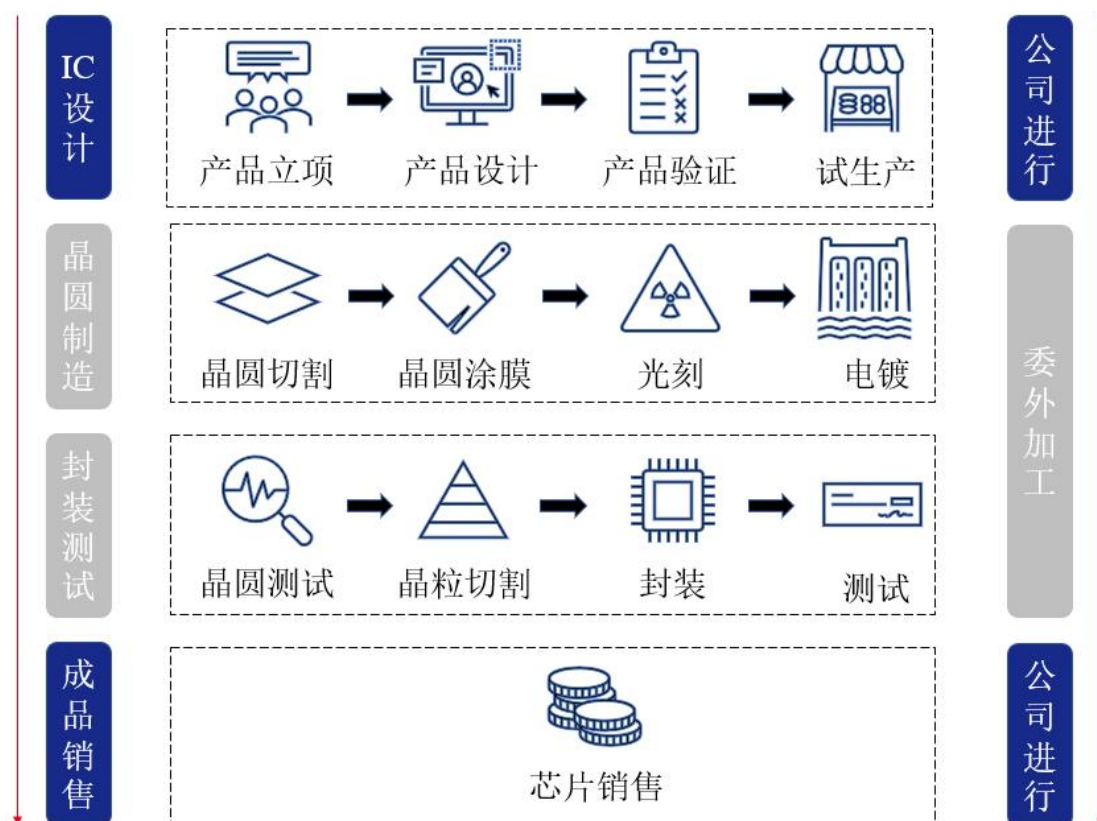 IC设计
公司进行
产品立项
产品设计
产品验证
试生产
晶圆制造
委外加工
晶圆切割
晶圆涂膜
光刻
电镀
封装测试
晶圆测试
晶粒切割
封装
测试
成品销售
公司进行
芯片销售